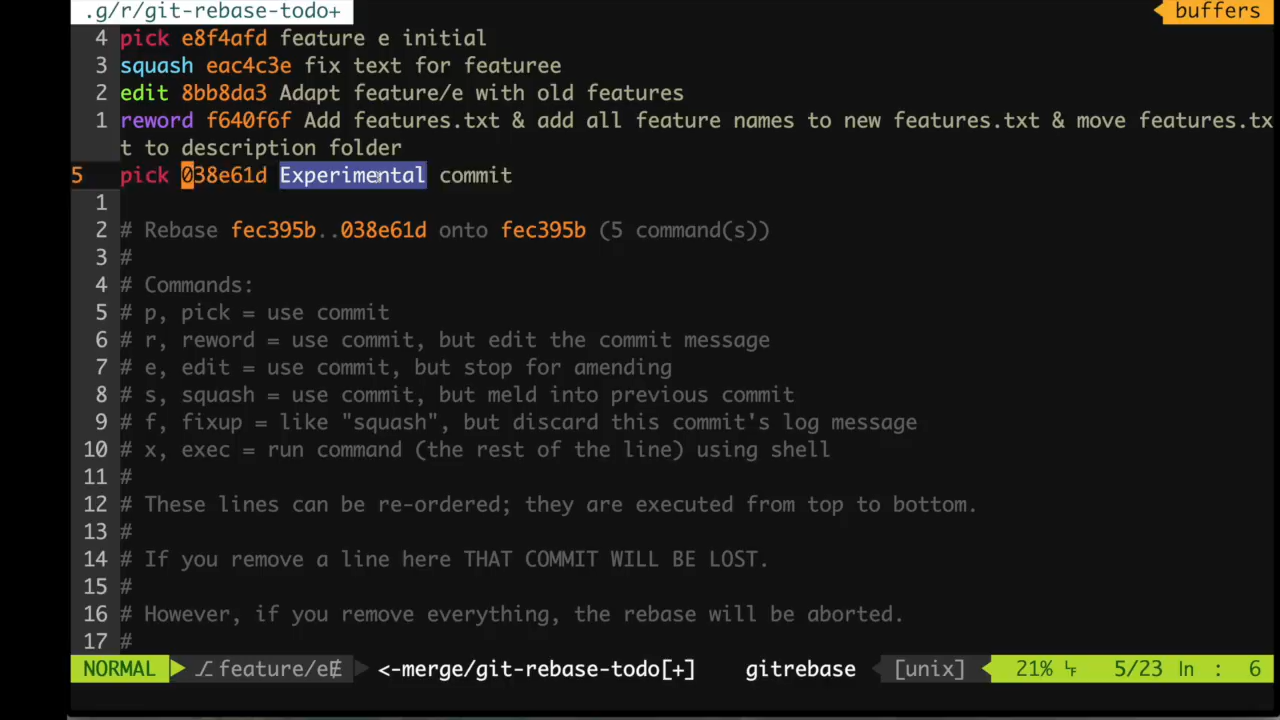 .g/r/git-rebase-todo+ buffers
4 pick e8f4afd feature e initial
3 squash eac4c3e fix text for featuree
2 edit 8bb8da3 Adapt feature/e with old features
1 reword f640f6f Add features.txt & add all feature names to new features.txt & move features.tx
t to description folder
5 pick 038e61d Experimental commit
1
2 # Rebase fec395b..038e61d onto fec395b (5 command(s))
3 #
4 # Commands:
5 # p, pick = use commit
6 # r, reword = use commit, but edit the commit message
7 # e, edit = use commit, but stop for amending
8 # s, squash = use commit, but meld into previous commit
9 # f, fixup = like "squash", but discard this commit's log message
10 # x, exec = run command (the rest of the line) using shell
11 #
12 # These lines can be re-ordered; they are executed from top to bottom.
13 #
14 # If you remove a line here THAT COMMIT WILL BE LOST.
15 #
16 # However, if you remove everything, the rebase will be aborted.
17 #
NORMAL feature/e <-merge/git-rebase-todo[+] gitrebase [unix] 21% 5/23 ln : 6